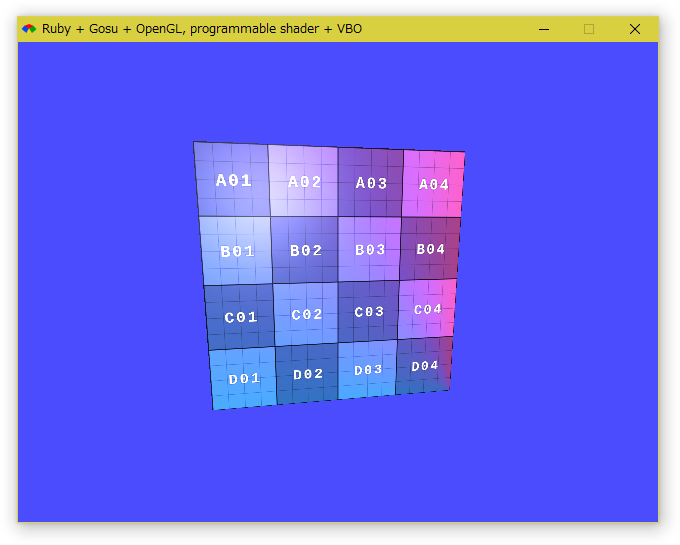 Ruby + Gosu + OpenGL, programmable shader + VBO
A01 A02 A03 A04
B01 B02 B03 B04
C01 C02 C03 C04
D01 D02 D03 D04